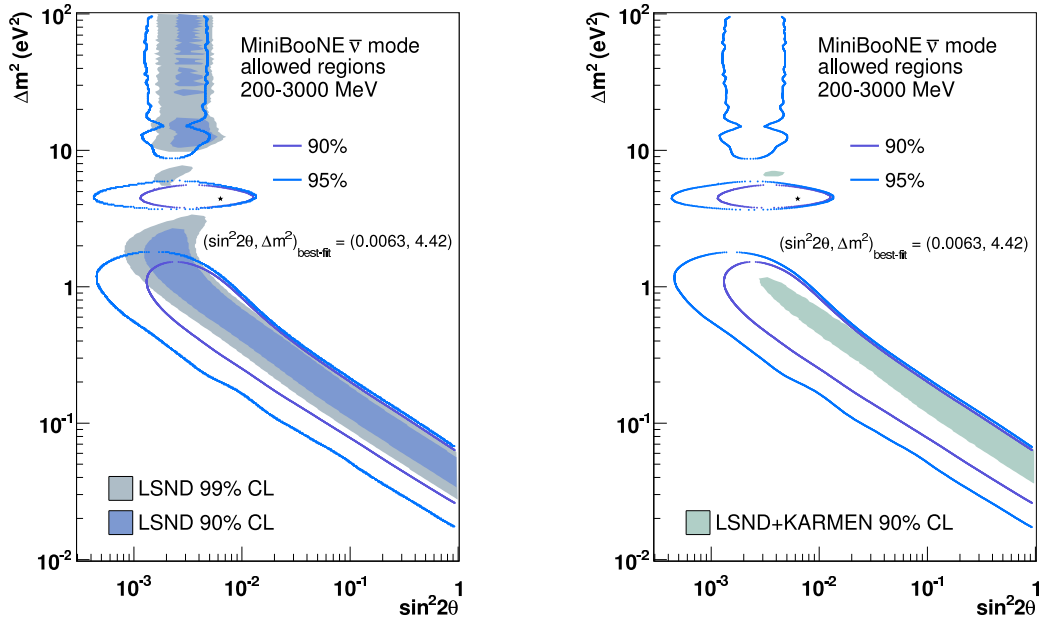 Δm² (eV²)
10²
10
1
10⁻¹
10⁻²
MiniBooNE ν̅ mode
allowed regions
200-3000 MeV
90%
95%
(sin²2θ, Δm²)best-fit = (0.0063, 4.42)
LSND 99% CL
LSND 90% CL
10⁻³
10⁻²
10⁻¹
1
sin²2θ
Δm² (eV²)
10²
10
1
10⁻¹
10⁻²
MiniBooNE ν̅ mode
allowed regions
200-3000 MeV
90%
95%
(sin²2θ, Δm²)best-fit = (0.0063, 4.42)
LSND+KARMEN 90% CL
10⁻³
10⁻²
10⁻¹
1
sin²2θ